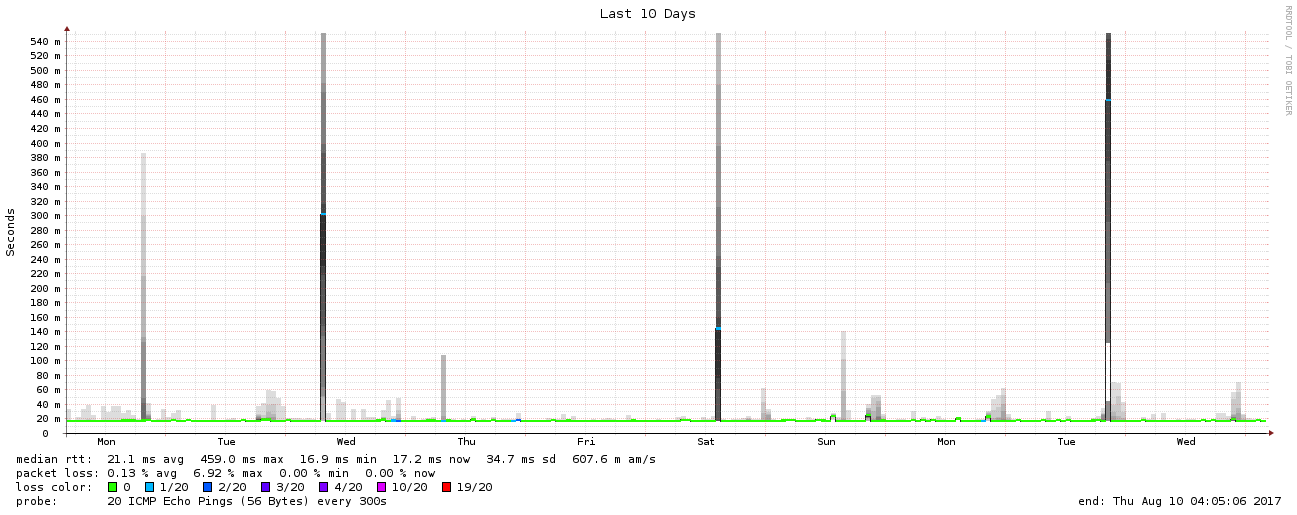 Last 10 Days
RRDTOOL / TOBI OETIKER
Seconds
540 m
520 m
500 m
480 m
460 m
440 m
420 m
400 m
380 m
360 m
340 m
320 m
300 m
280 m
260 m
240 m
220 m
200 m
180 m
160 m
140 m
120 m
100 m
80 m
60 m
40 m
20 m
0
Mon Tue Wed Thu Fri Sat Sun Mon Tue Wed
median rtt: 21.1 ms avg 459.0 ms max 16.9 ms min 17.2 ms now 34.7 ms sd 607.6 m am/s
packet loss: 0.13 % avg 6.92 % max 0.00 % min 0.00 % now
loss color: 0 1/20 2/20 3/20 4/20 10/20 19/20
probe: 20 ICMP Echo Pings (56 Bytes) every 300s end: Thu Aug 10 04:05:06 2017